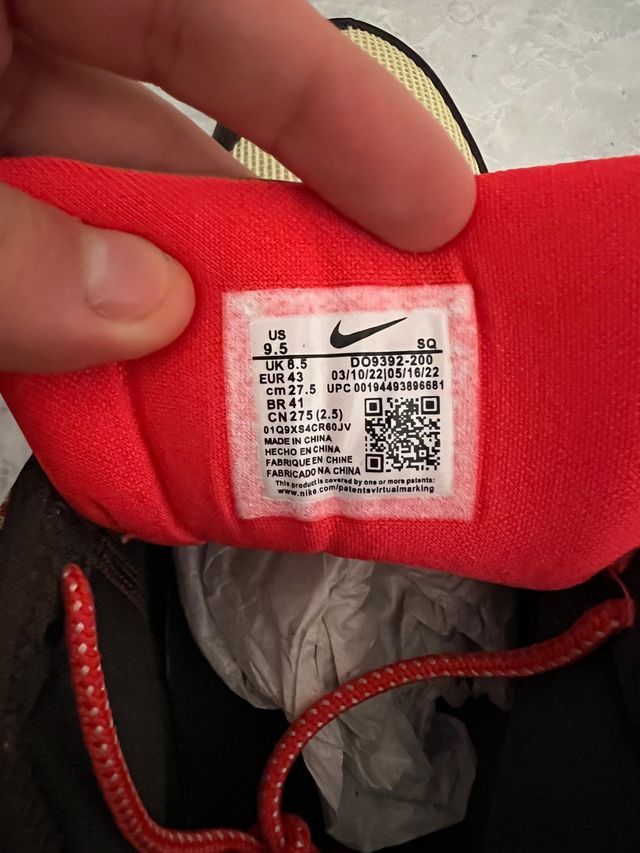 US
9.5
SQ
UK 8.5
DO9392-200
EUR 43
03/10/22|05/16/22
cm 27.5
UPC 00194493896681
BR 41
CN 275 (2.5)
01Q9XS4CR60JV
MADE IN CHINA
HECHO EN CHINA
FABRIQUE EN CHINE
FABRICADO NA CHINA
This product is covered by one or more patents:
www.nike.com/patentsvirtualmarking